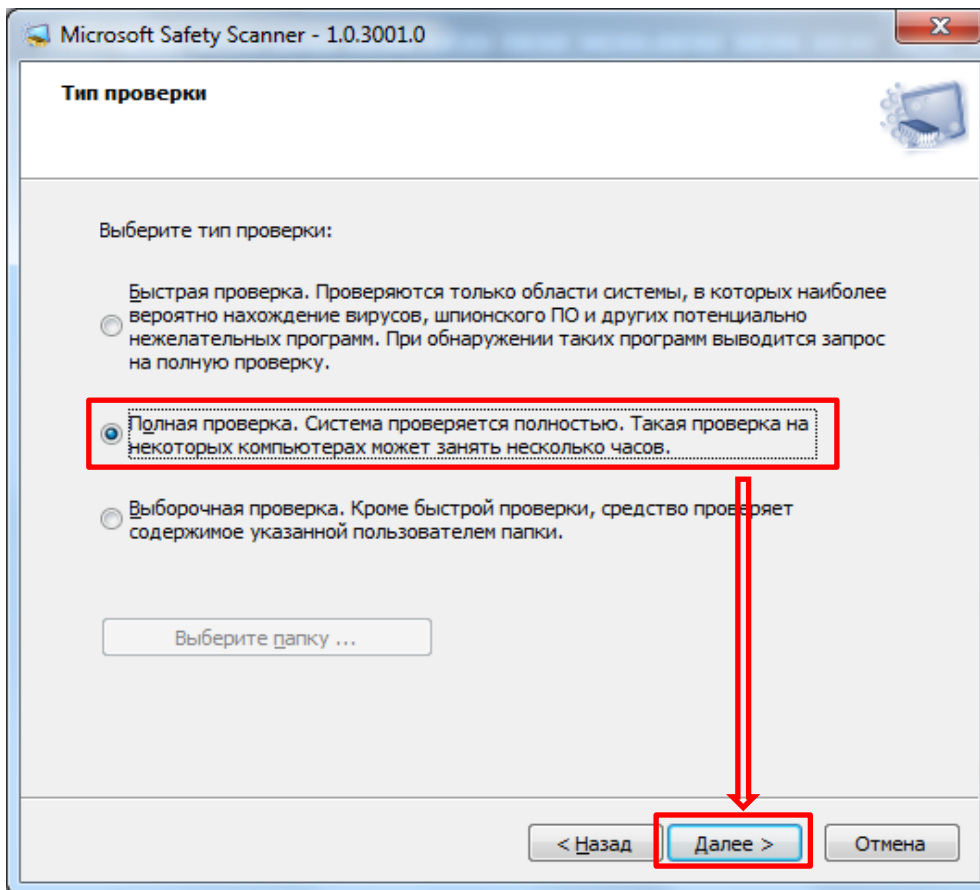 Microsoft Safety Scanner - 1.0.3001.0
Тип проверки
Выберите тип проверки:
Быстрая проверка. Проверяются только области системы, в которых наиболее
вероятно нахождение вирусов, шпионского ПО и других потенциально
нежелательных программ. При обнаружении таких программ выводится запрос
на полную проверку.
Полная проверка. Система проверяется полностью. Такая проверка на
некоторых компьютерах может занять несколько часов.
Выборочная проверка. Кроме быстрой проверки, средство проверяет
содержимое указанной пользователем папки.
Выберите папку ...
< Назад
Далее >
Отмена